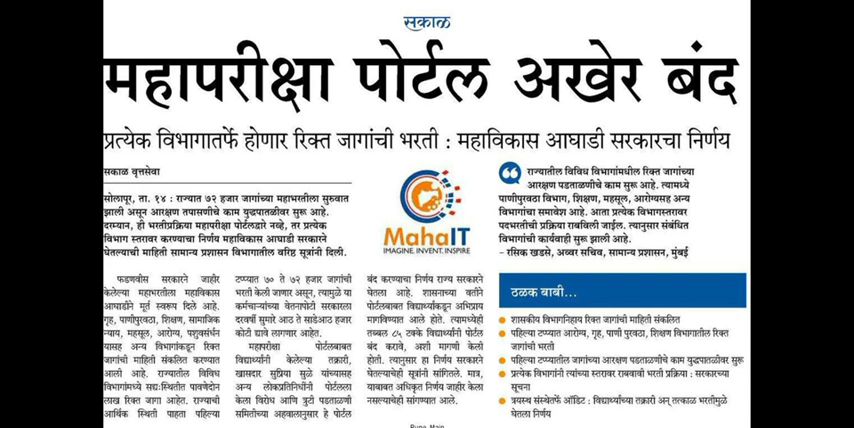 सकाळ
महापरीक्षा पोर्टल अखेर बंद
प्रत्येक विभागातर्फे होणार रिक्त जागांची भरती : महाविकास आघाडी सरकारचा निर्णय
सकाळ वृत्तसेवा
सोलापूर, ता. १४ : राज्यात ७२ हजार जागांच्या महाभरतीला सुरुवात
झाली असून आरक्षण तपासणीचे काम युद्धपातळीवर सुरू आहे.
दरम्यान, ही भरतीप्रक्रिया महापरीक्षा पोर्टलद्वारे नव्हे, तर प्रत्येक
विभाग स्तरावर करण्याचा निर्णय महाविकास आघाडी सरकारने
घेतल्याची माहिती सामान्य प्रशासन विभागातील वरिष्ठ सूत्रांनी दिली.
फडणवीस सरकारने जाहीर
केलेल्या महाभरतीला महाविकास
आघाडीने मूर्त स्वरूप दिले आहे.
गृह, पाणीपुरवठा, शिक्षण, सामाजिक
न्याय, महसूल, आरोग्य, पशुवर्संधन
यासह अन्य विभागांकडून रिक्त
जागांची माहिती संकलित करण्यात
आली आहे. राज्यातील विविध
विभागांमध्ये सद्यःस्थितीत पावणेदोन
लाख रिक्त जागा आहेत. राज्याची
आर्थिक स्थिती पाहता पहिल्या
टप्प्यात ७० ते ७२ हजार जागांची
भरती केली जाणार असून, त्यामुळे या
कर्मचाऱ्यांच्या वेतनापोटी सरकारला
दरवर्षी सुमारे आठ ते साडेआठ हजार
कोटी द्यावे लागणार आहेत.
महापरीक्षा पोर्टलबाबत
विद्यार्थ्यांनी केलेल्या तक्रारी,
खासदार सुप्रिया सुळे यांच्यासह
अन्य लोकप्रतिनिधींनी पोर्टलला
केला विरोध आणि त्रुटी पडताळणी
समितीच्या अहवालानुसार हे पोर्टल
MahaIT
IMAGINE. INVENT. INSPIRE
बंद करण्याचा निर्णय राज्य सरकारने
घेतला आहे. शासनाच्या वतीने
पोर्टलबाबत विद्यार्थ्यांकडून अभिप्राय
मागविण्यात आले होते. त्यामध्येही
तब्बल ८५ टक्के विद्यार्थ्यांनी पोर्टल
बंद करावे, अशी मागणी केली
होती. त्यानुसार हा निर्णय सरकारने
घेतल्याचेही सूत्रांनी सांगितले. मात्र,
याबाबत अधिकृत निर्णय जाहीर केला
नसल्याचेही सांगण्यात आले.
राज्यातील विविध विभागांमधील रिक्त जागांच्या
आरक्षण पडताळणीचे काम सुरू आहे. त्यामध्ये
पाणीपुरवठा विभाग, शिक्षण, महसूल, आरोग्यसह अन्य
विभागांचा समावेश आहे. आता प्रत्येक विभागस्तरावर
पदभरतीची प्रक्रिया राबविली जाईल. त्यानुसार संबंधित
विभागांची कार्यवाही सुरू झाली आहे.
- रसिक खडसे, अव्वर सचिव, सामान्य प्रशासन, मुंबई
ठळक बाबी...
शासकीय विभागनिहाय रिक्त जागांची माहिती संकलित
पहिल्या टप्प्यात आरोग्य, गृह, पाणी पुरवठा, शिक्षण विभागातील रिक्त
जागांची भरती
पहिल्या टप्प्यातील जागांच्या आरक्षण पडताळणीचे काम युद्धपातळीवर सुरू
प्रत्येक विभागांनी त्यांच्या स्तरावर राबवावी भरती प्रक्रिया : सरकारच्या
सूचना
त्रयस्थ संस्थेतर्फे ऑडिट : विद्यार्थ्यांच्या तक्रारी अन् तत्काळ भरतीमुळे
घेतला निर्णय
Pune, Main